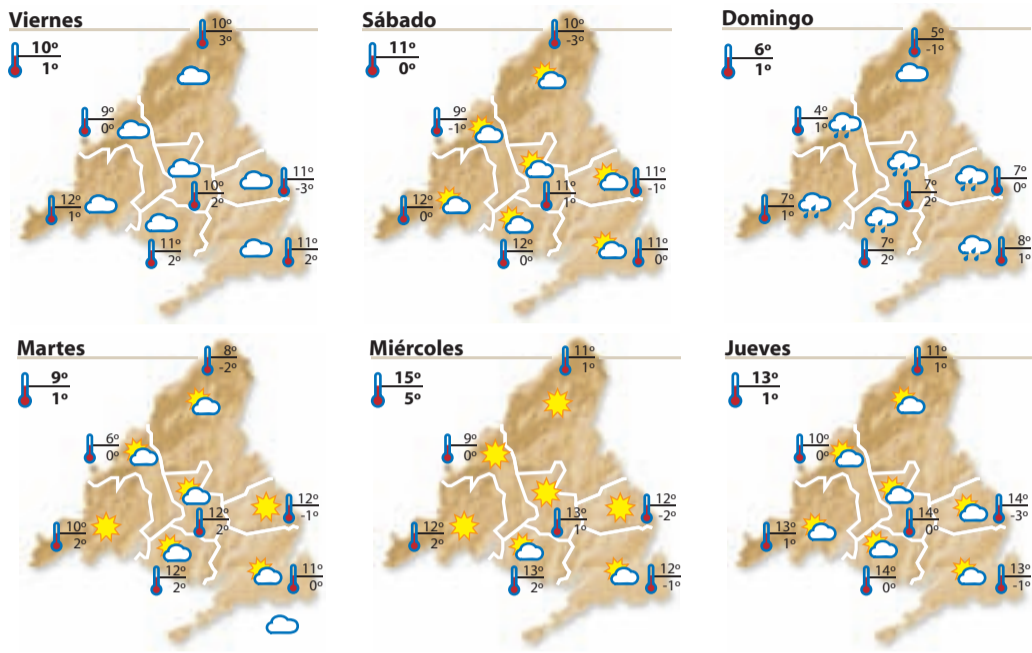 Viernes
10º
1º
10º
3º
9º
0º
11º
-3º
10º
2º
12º
1º
11º
2º
11º
2º
Sábado
11º
0º
10º
-3º
9º
-1º
11º
-1º
11º
1º
12º
0º
12º
0º
11º
0º
Domingo
6º
1º
5º
-1º
4º
1º
7º
0º
7º
2º
7º
1º
7º
2º
8º
1º
Martes
9º
1º
8º
-2º
6º
0º
12º
-1º
12º
2º
10º
2º
12º
2º
11º
0º
Miércoles
15º
5º
11º
1º
9º
0º
12º
-2º
13º
1º
12º
2º
13º
2º
12º
-1º
Jueves
13º
1º
11º
1º
10º
0º
14º
-3º
14º
0º
13º
1º
14º
0º
13º
-1º